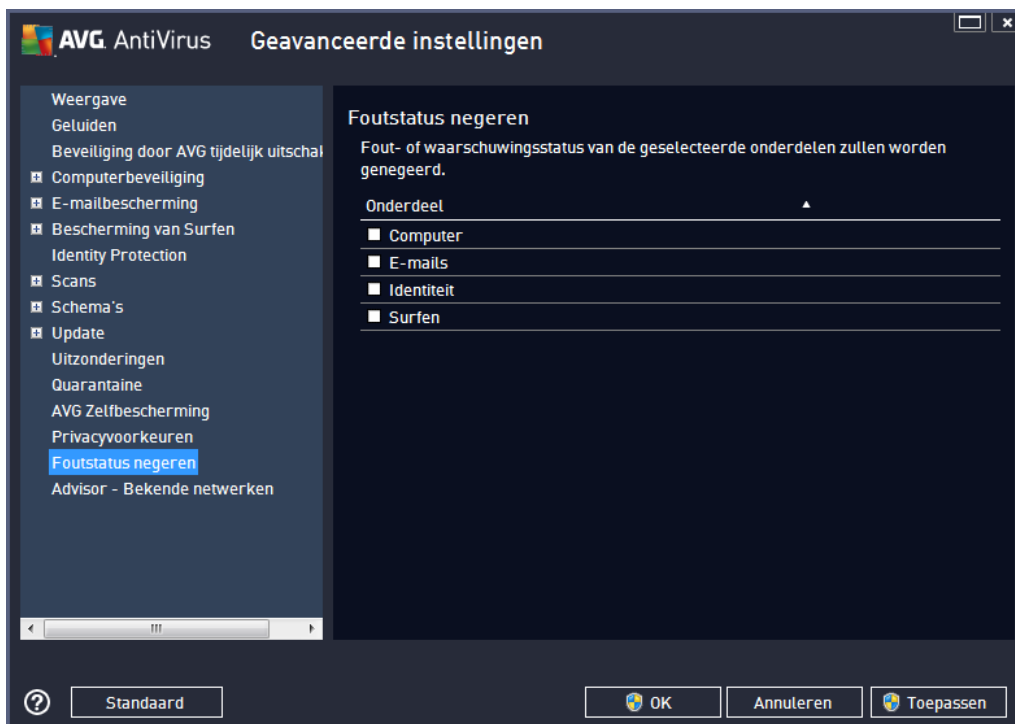 AVG AntiVirus Geavanceerde instellingen
Weergave
Geluiden
Beveiliging door AVG tijdelijk uitschal
Computerbeveiliging
E-mailbescherming
Bescherming van Surfen
Identity Protection
Scans
Schema's
Update
Uitzonderingen
Quarantaine
AVG Zelfbescherming
Privacyvoorkeuren
Foutstatus negeren
Advisor - Bekende netwerken
Foutstatus negeren
Fout- of waarschuwingsstatus van de geselecteerde onderdelen zullen worden
genegeerd.
Onderdeel
Computer
E-mails
Identiteit
Surfen
Standaard
OK
Annuleren
Toepassen